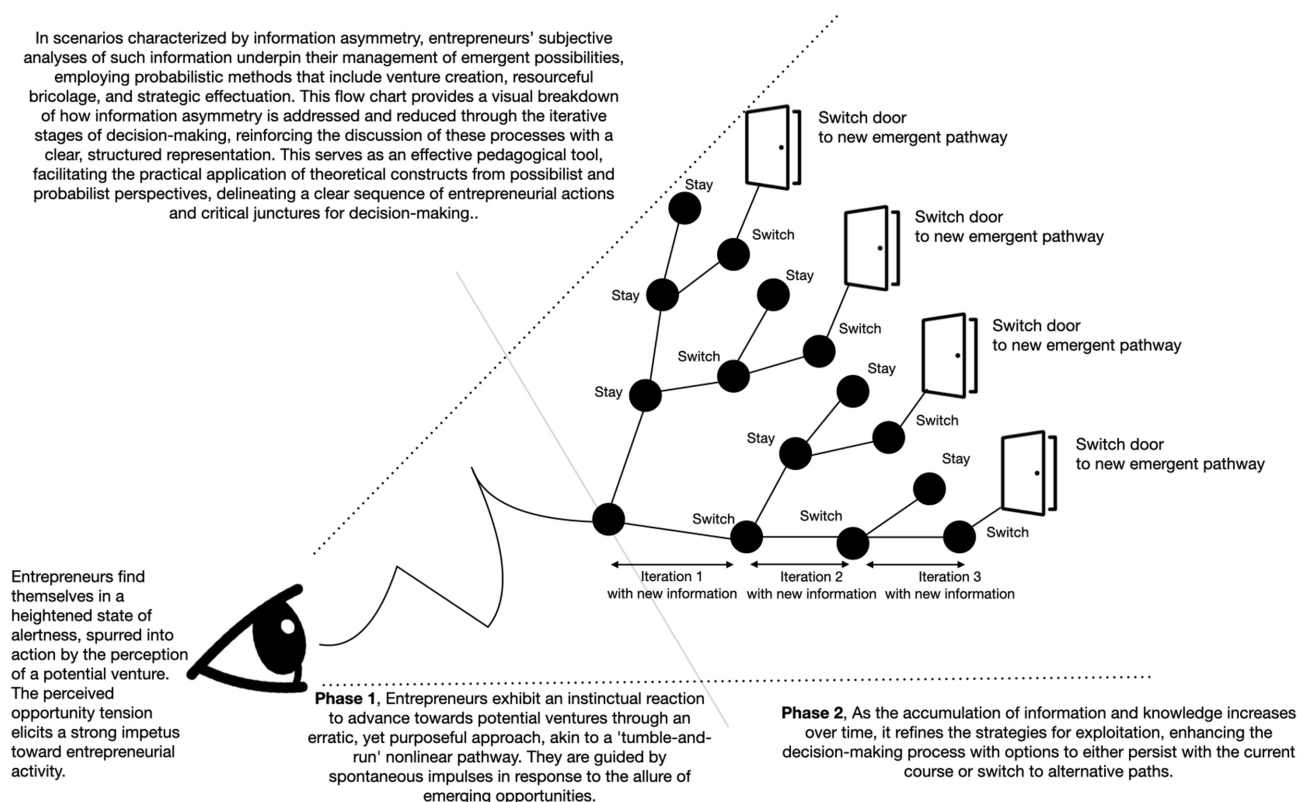 In scenarios characterized by information asymmetry, entrepreneurs’ subjective
analyses of such information underpin their management of emergent possibilities,
employing probabilistic methods that include venture creation, resourceful
bricolage, and strategic effectuation. This flow chart provides a visual breakdown
of how information asymmetry is addressed and reduced through the iterative
stages of decision-making, reinforcing the discussion of these processes with a
clear, structured representation. This serves as an effective pedagogical tool,
facilitating the practical application of theoretical constructs from possibilist and
probabilist perspectives, delineating a clear sequence of entrepreneurial actions
and critical junctures for decision-making..
Switch door
to new emergent pathway
Stay
Switch
Switch door
to new emergent pathway
Stay
Stay
Switch
Switch door
to new emergent pathway
Switch
Stay
Stay
Switch
Stay
Switch door
to new emergent pathway
Stay
Switch
Switch
Switch
Iteration 1
with new information
Iteration 2
with new information
Iteration 3
with new information
Entrepreneurs find
themselves in a
heightened state of
alertness, spurred into
action by the perception
of a potential venture.
The perceived
opportunity tension
elicits a strong impetus
toward entrepreneurial
activity.
Phase 1, Entrepreneurs exhibit an instinctual reaction
to advance towards potential ventures through an
erratic, yet purposeful approach, akin to a 'tumble-and-
run' nonlinear pathway. They are guided by
spontaneous impulses in response to the allure of
emerging opportunities.
Phase 2, As the accumulation of information and knowledge increases
over time, it refines the strategies for exploitation, enhancing the
decision-making process with options to either persist with the current
course or switch to alternative paths.